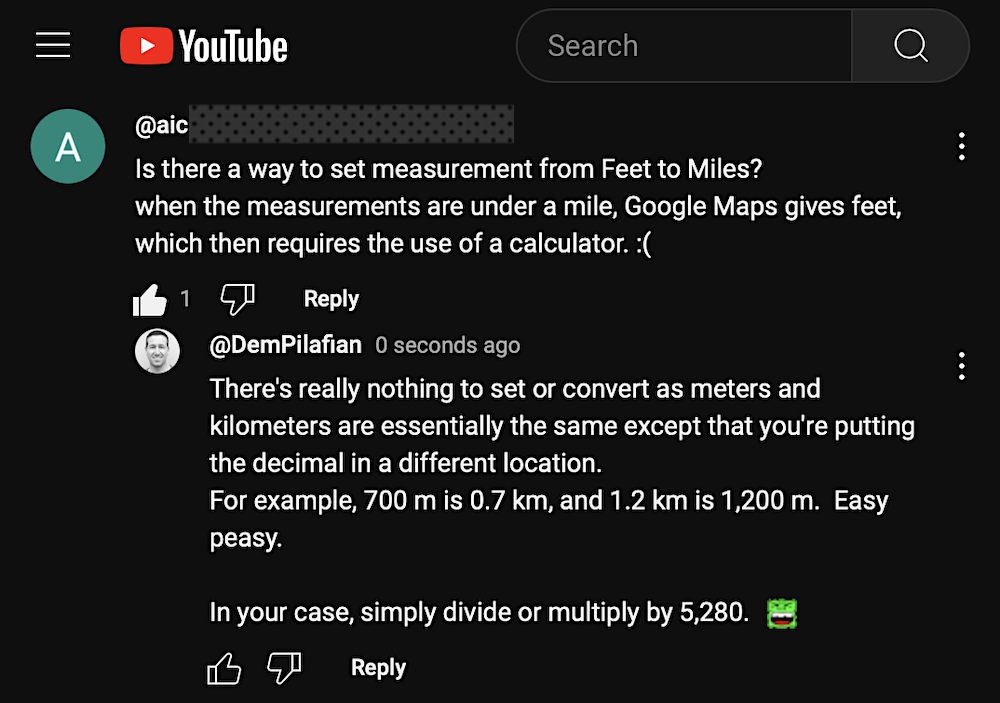 YouTube
Search
A
@aic
Is there a way to set measurement from Feet to Miles?
when the measurements are under a mile, Google Maps gives feet,
which then requires the use of a calculator. :(
1
Reply
@DemPilafian 0 seconds ago
There's really nothing to set or convert as meters and
kilometers are essentially the same except that you're putting
the decimal in a different location.
For example, 700 m is 0.7 km, and 1.2 km is 1,200 m.  Easy
peasy.
In your case, simply divide or multiply by 5,280.
Reply